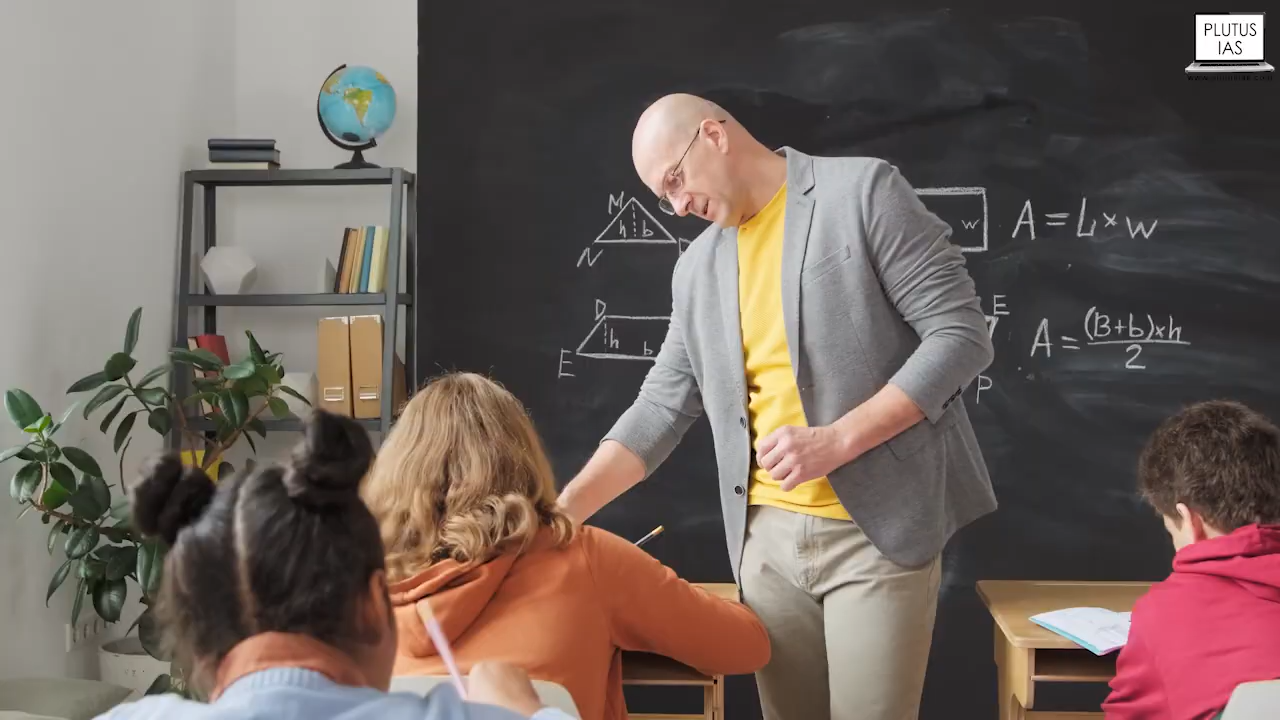 PLUTUS
IAS
M
h b
N
w
A = L × w
D
h
b
E
E
A = (B+b)×h / 2
P